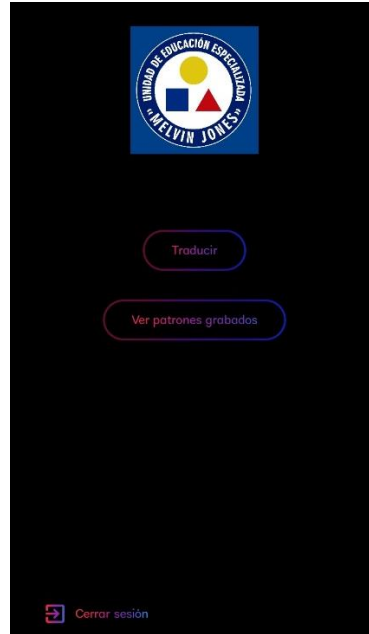 UNIDAD DE EDUCACIÓN ESPECIALIZADA
"MELVIN JONES"
Traducir
Ver patrones grabados
Cerrar sesión